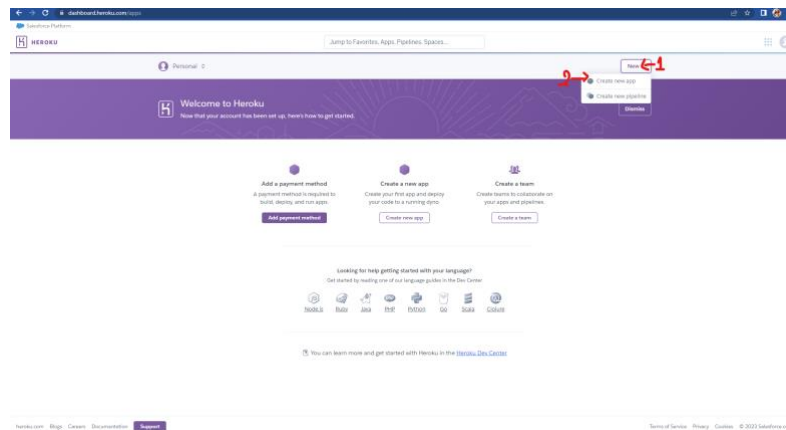 dashboard.heroku.com/apps
Salesforce Platform
HEROKU
Jump to Favorites, Apps, Pipelines, Spaces...
Personal
New
1
2
Create new app
Create new pipeline
Welcome to Heroku
Now that your account has been set up, here's how to get started.
Dismiss
Add a payment method
A payment method is required to
build, deploy, and run apps.
Add payment method
Create a new app
Create your first app and deploy
your code to a running dyno.
Create new app
Create a team
Create teams to collaborate on
your apps and pipelines.
Create a team
Looking for help getting started with your language?
Get started by reading one of our language guides in the Dev Center
Node.js Ruby Java PHP Python Go Scala Clojure
You can learn more and get started with Heroku in the Heroku Dev Center
heroku.com Blogs Careers Documentation Support
Terms of Service Privacy Cookies © 2023 Salesforce.c